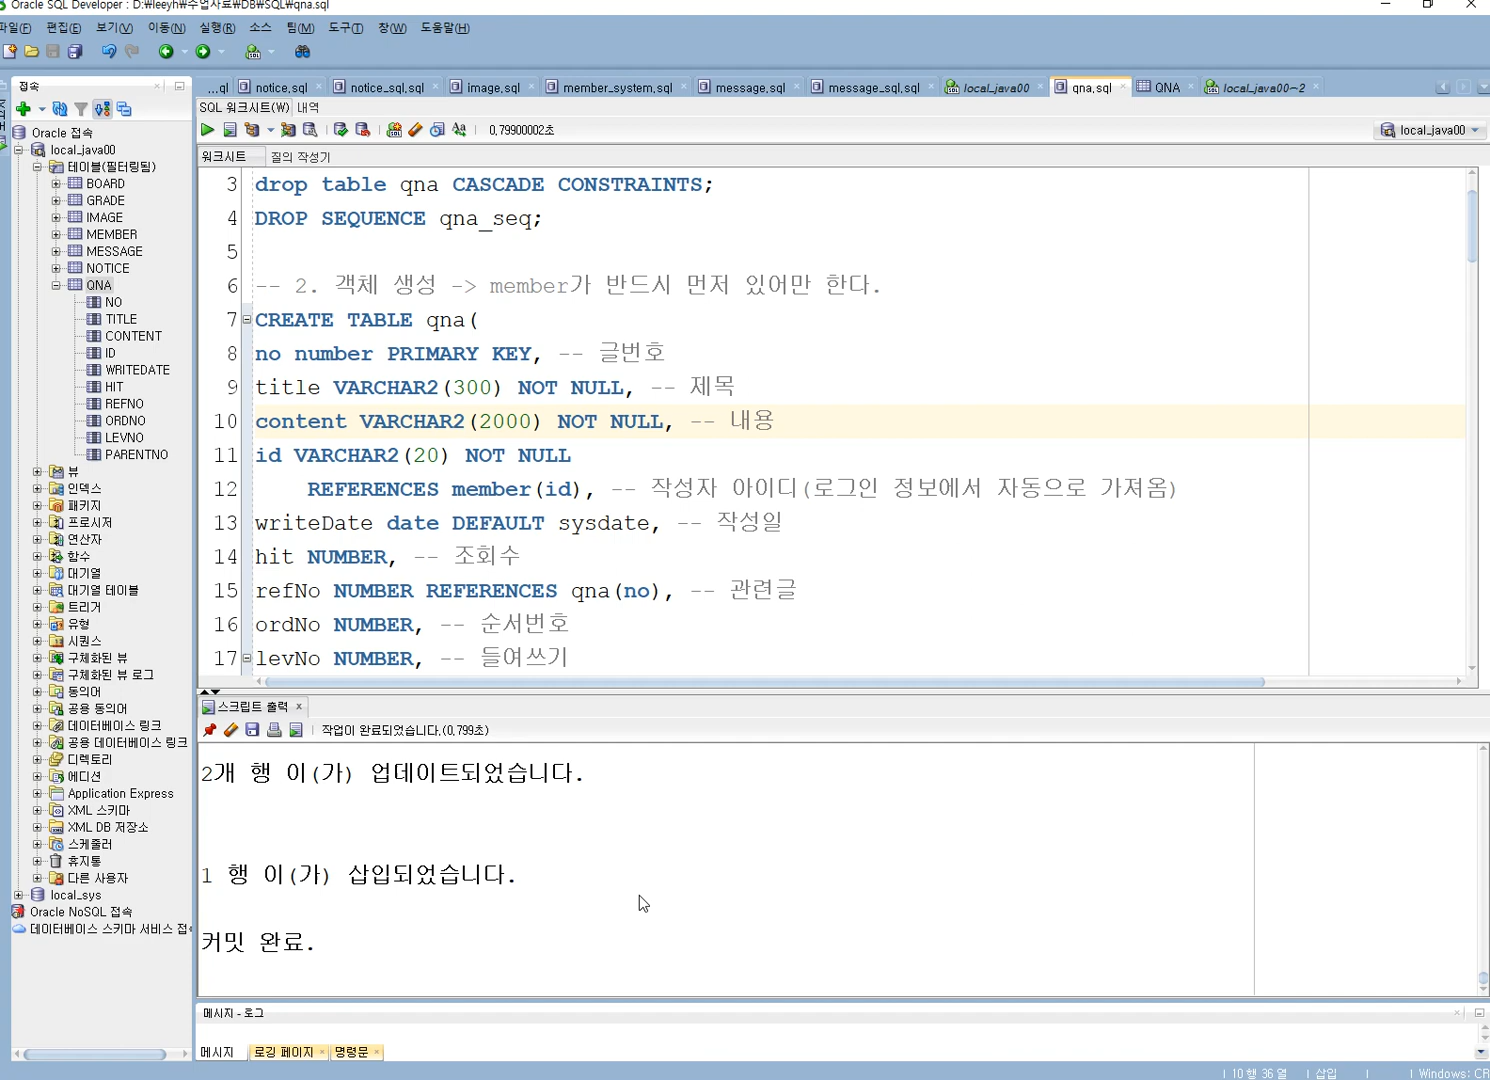 Oracle SQL Developer : D:\leeyh\수업자료\DB\SQL\qna.sql
파일(F) 편집(E) 보기(V) 이동(N) 실행(R) 소스 팀(M) 도구(T) 창(W) 도움말(H)
접속
...ql notice.sql notice_sql.sql image.sql member_system.sql message.sql message_sql.sql local_java00 qna.sql QNA local_java00~2
SQL 워크시트(W) 내역
0.79900002초
local_java00
워크시트 질의 작성기
Oracle 접속
local_java00
테이블(필터링됨)
BOARD
GRADE
IMAGE
MEMBER
MESSAGE
NOTICE
QNA
NO
TITLE
CONTENT
ID
WRITEDATE
HIT
REFNO
ORDNO
LEVNO
PARENTNO
뷰
인덱스
패키지
프로시저
연산자
함수
대기열
대기열 테이블
트리거
유형
시퀀스
구체화된 뷰
구체화된 뷰 로그
동의어
공용 동의어
데이터베이스 링크
공용 데이터베이스 링크
디렉토리
에디션
Application Express
XML 스키마
XML DB 저장소
스케줄러
휴지통
다른 사용자
local_sys
Oracle NoSQL 접속
데이터베이스 스키마 서비스 접속
3 drop table qna CASCADE CONSTRAINTS;
4 DROP SEQUENCE qna_seq;
5
6 -- 2. 객체 생성 -> member가 반드시 먼저 있어만 한다.
7 CREATE TABLE qna(
8 no number PRIMARY KEY, -- 글번호
9 title VARCHAR2(300) NOT NULL, -- 제목
10 content VARCHAR2(2000) NOT NULL, -- 내용
11 id VARCHAR2(20) NOT NULL
12 REFERENCES member(id), -- 작성자 아이디(로그인 정보에서 자동으로 가져옴)
13 writeDate date DEFAULT sysdate, -- 작성일
14 hit NUMBER, -- 조회수
15 refNo NUMBER REFERENCES qna(no), -- 관련글
16 ordNo NUMBER, -- 순서번호
17 levNo NUMBER, -- 들여쓰기
스크립트 출력
작업이 완료되었습니다.(0.799초)
2개 행 이(가) 업데이트되었습니다.
1 행 이(가) 삽입되었습니다.
커밋 완료.
메시지 - 로그
메시지 로깅 페이지 명령문
10 행 36 열 삽입 Windows: CR